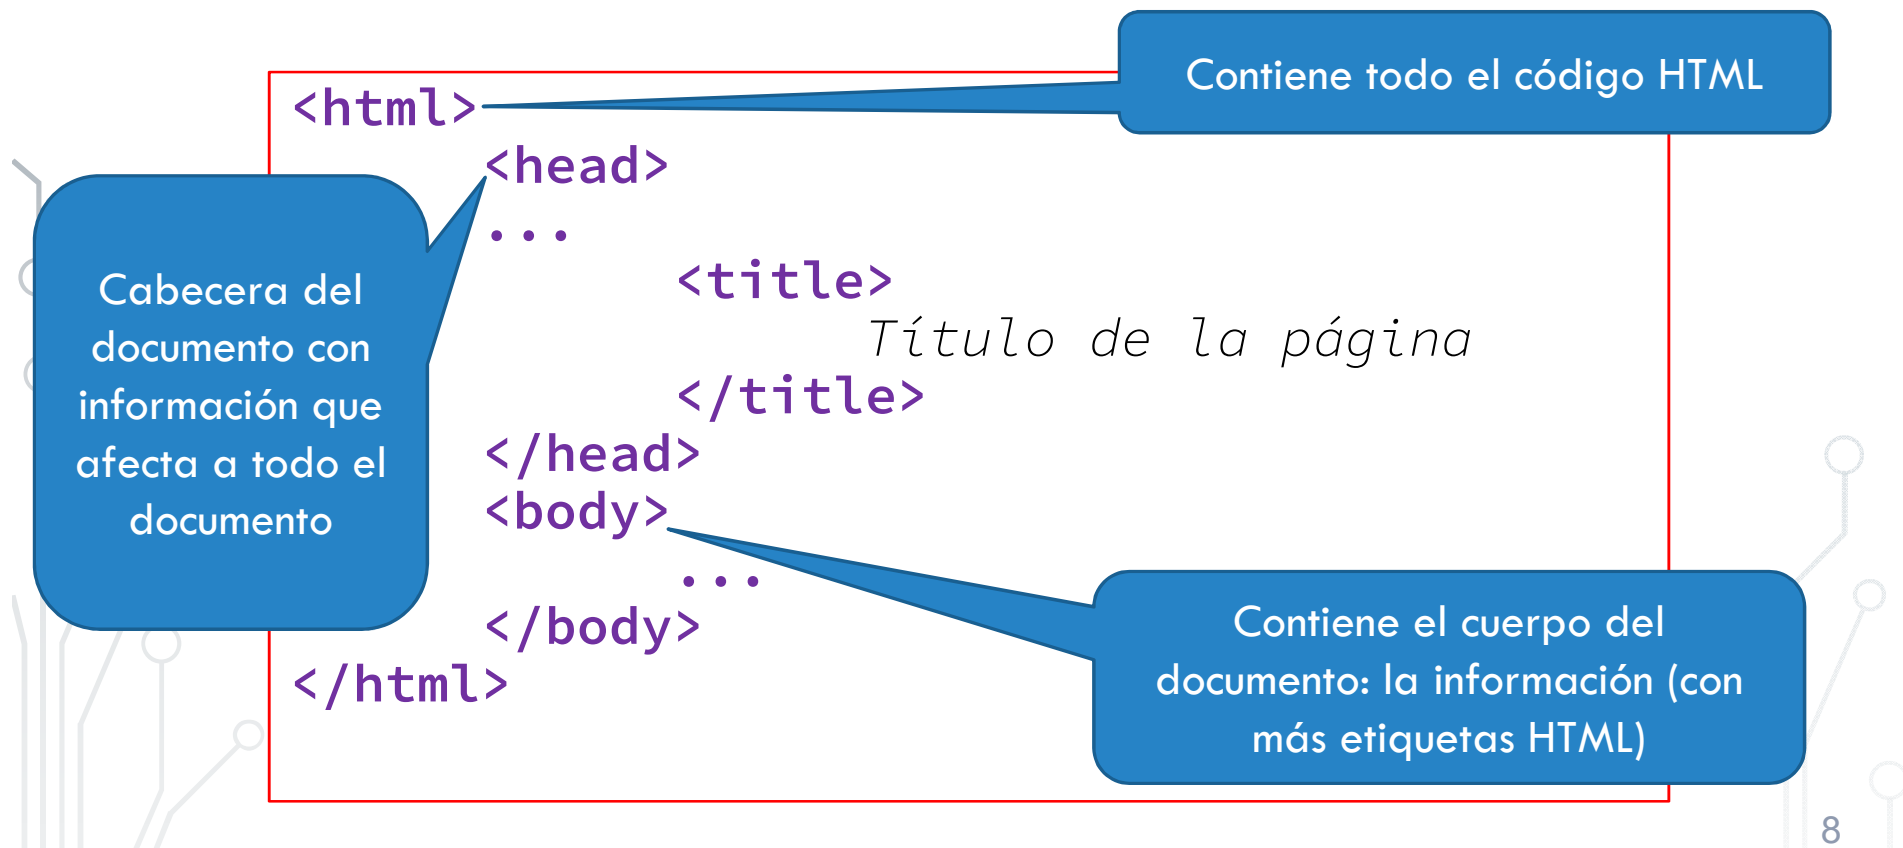 Contiene todo el código HTML
<html>
<head>
...
<title>
Título de la página
</title>
</head>
<body>
...
</body>
</html>
Cabecera del
documento con
información que
afecta a todo el
documento
Contiene el cuerpo del
documento: la información (con
más etiquetas HTML)
8